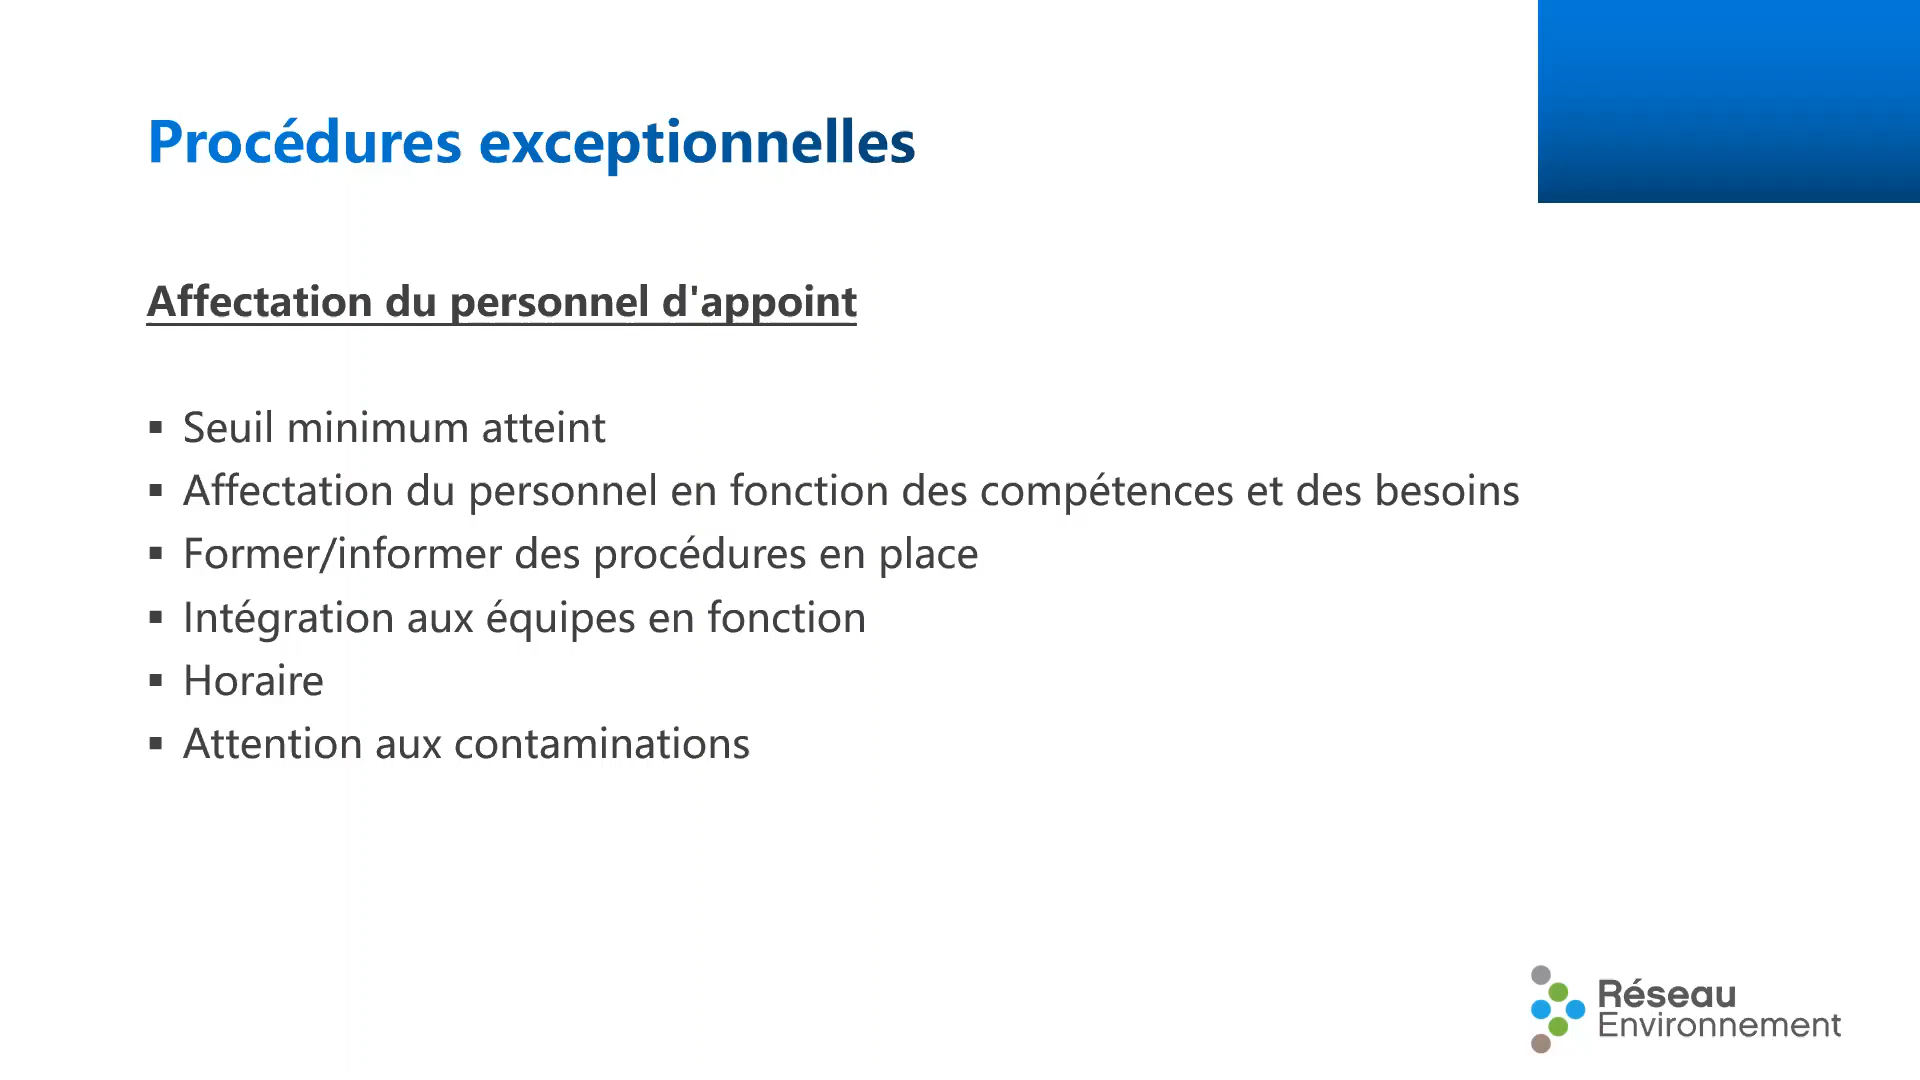 Procédures exceptionnelles
Affectation du personnel d'appoint
▪ Seuil minimum atteint
▪ Affectation du personnel en fonction des compétences et des besoins
▪ Former/informer des procédures en place
▪ Intégration aux équipes en fonction
▪ Horaire
▪ Attention aux contaminations
Réseau
Environnement